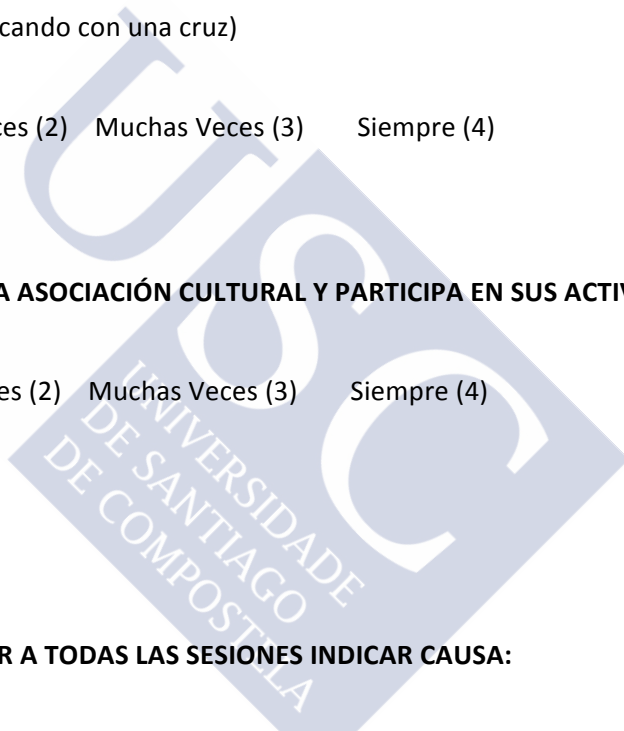 cando con una cruz)
ces (2) Muchas Veces (3) Siempre (4)
A ASOCIACIÓN CULTURAL Y PARTICIPA EN SUS ACTIV
es (2) Muchas Veces (3) Siempre (4)
R A TODAS LAS SESIONES INDICAR CAUSA:
USC
UNIVERSIDADE
DE SANTIAGO
DE COMPOSTELA